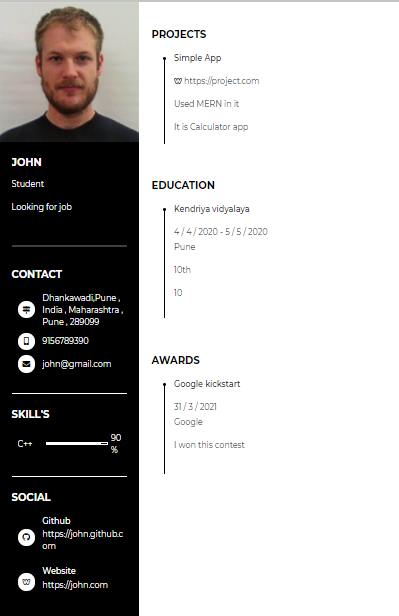 JOHN
Student
Looking for job
CONTACT
Dhankawadi,Pune ,
India , Maharashtra ,
Pune , 289099
9156789390
john@gmail.com
SKILL'S
C++
90
%
SOCIAL
Github
https://john.github.c
om
Website
https://john.com
PROJECTS
Simple App
https://project.com
Used MERN in it
It is Calculator app
EDUCATION
Kendriya vidyalaya
4 / 4 / 2020 - 5 / 5 / 2020
Pune
10th
10
AWARDS
Google kickstart
31 / 3 / 2021
Google
I won this contest